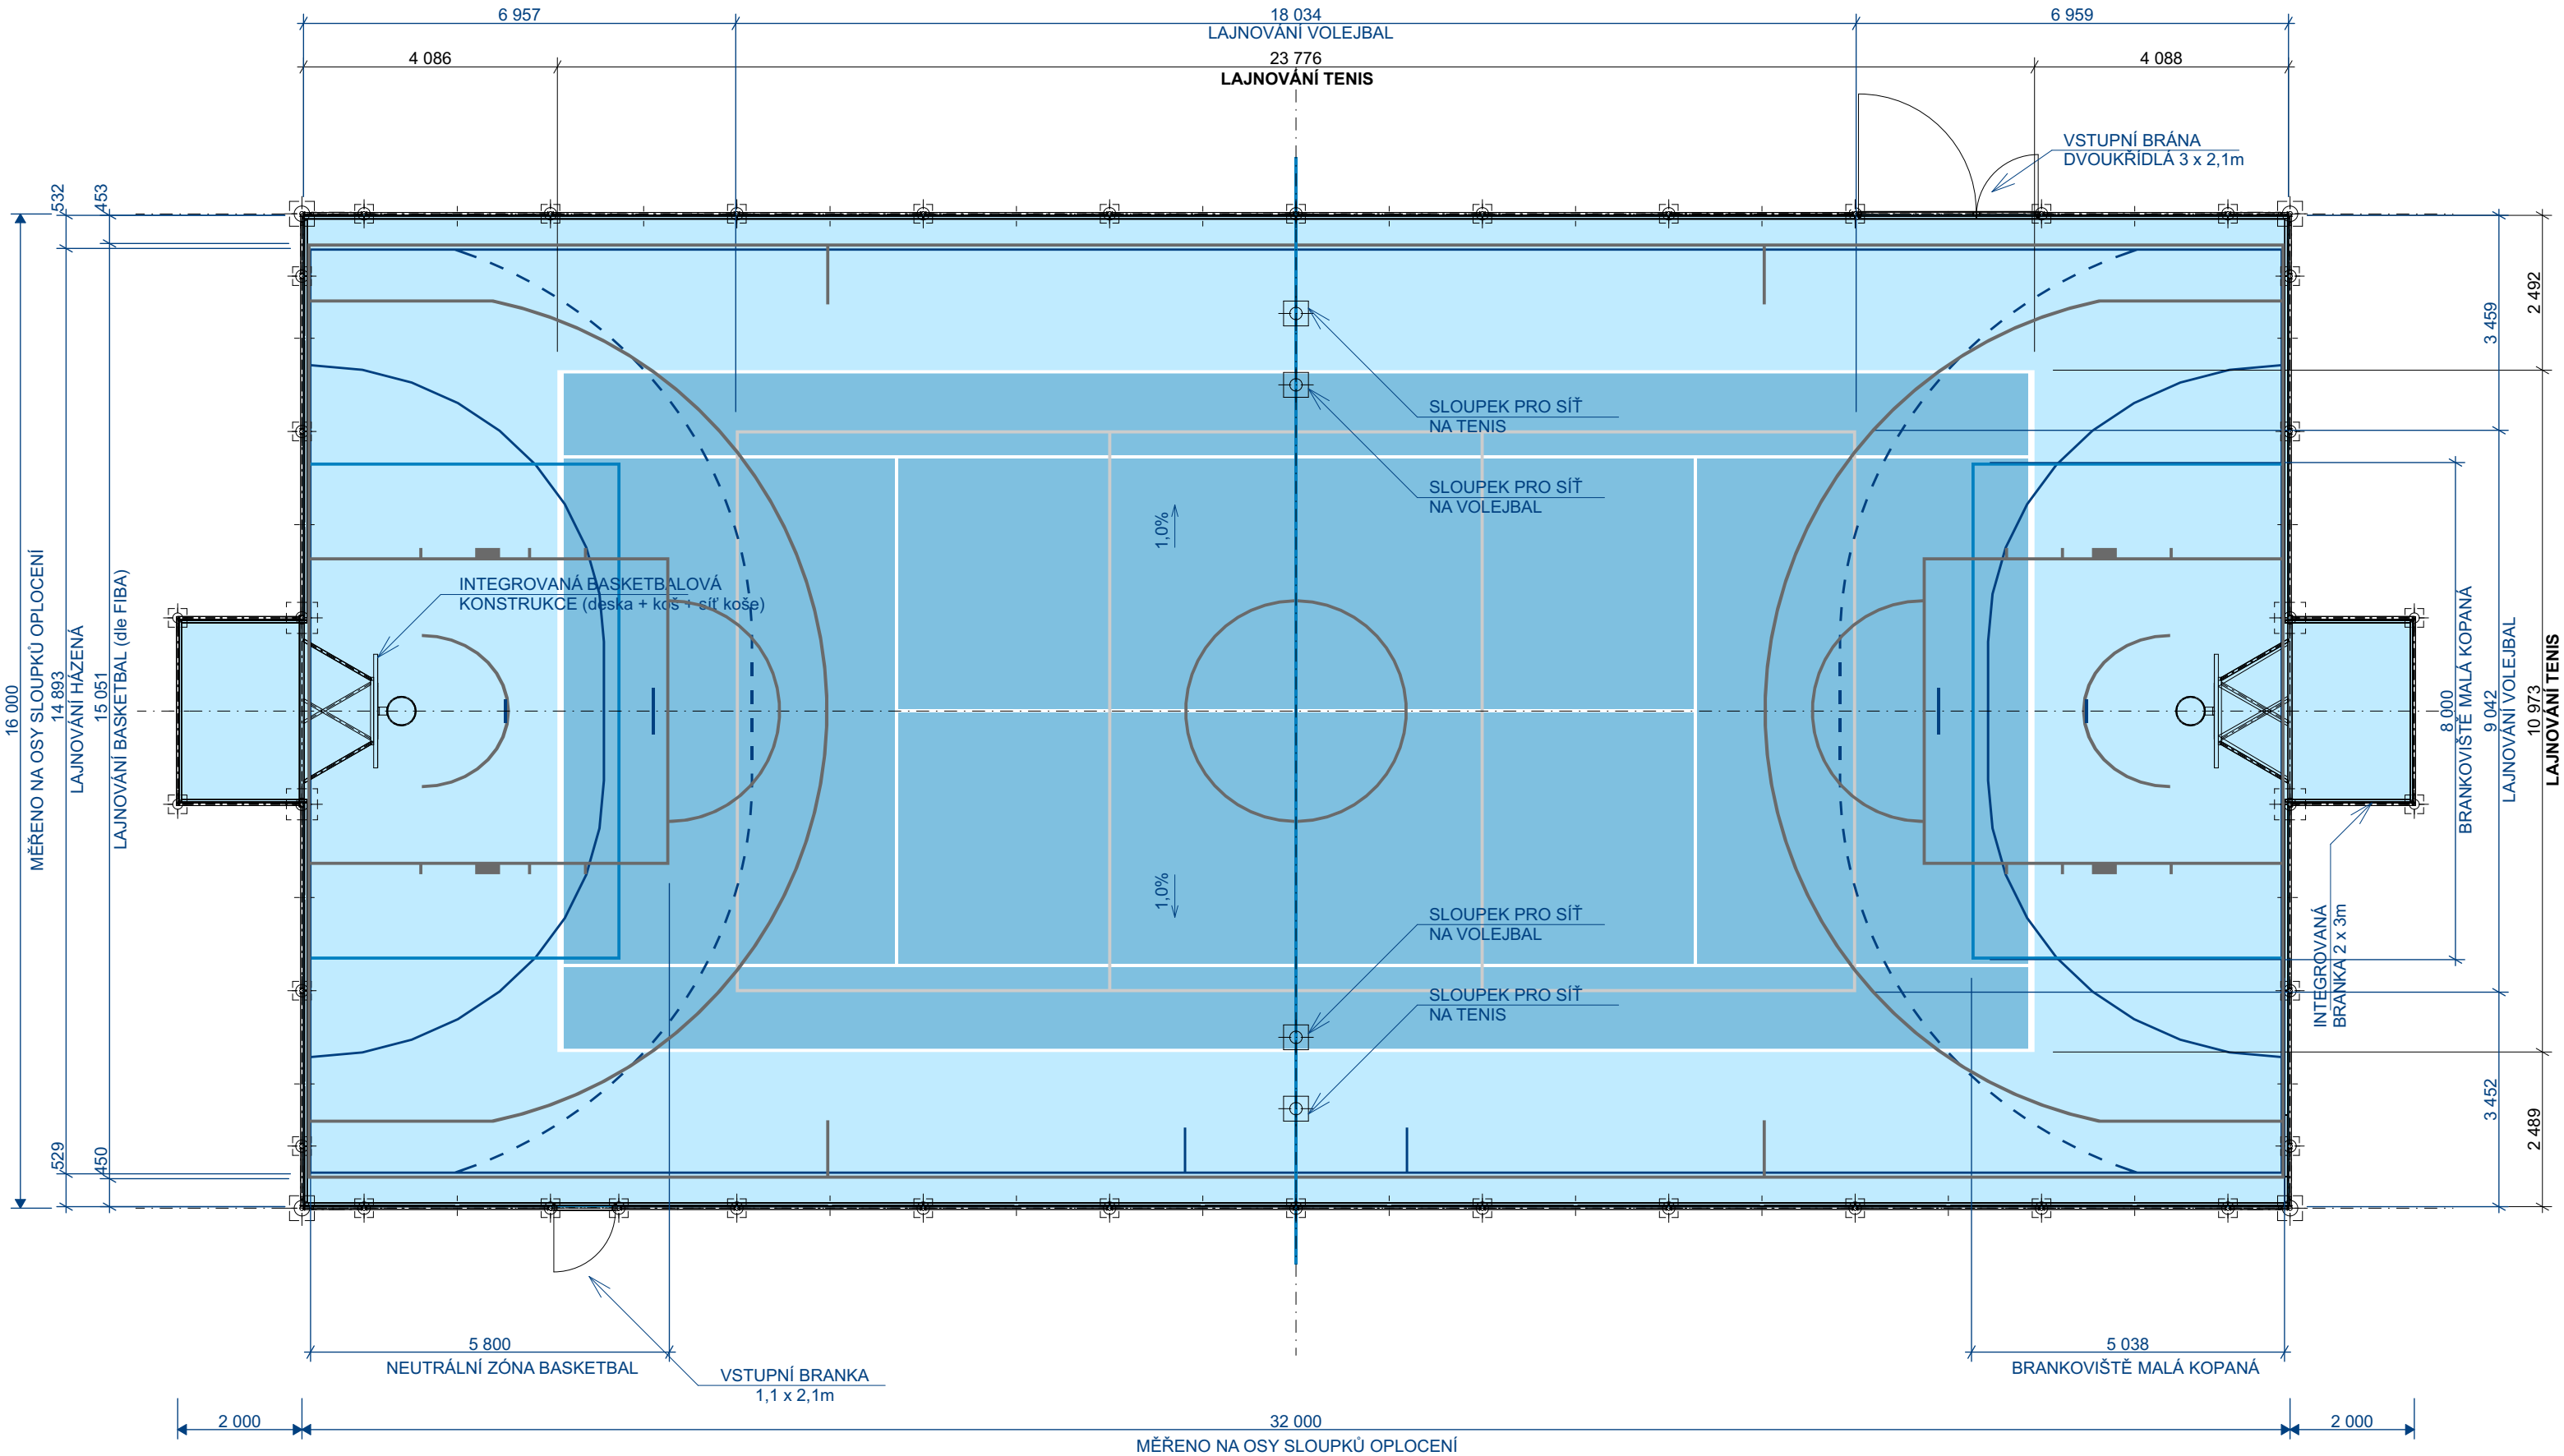 6 957
18 034
6 959
LAJNOVÁNÍ VOLEJBAL
4 086
23 776
4 088
LAJNOVÁNÍ TENIS
VSTUPNÍ BRÁNA
DVOUKŘÍDLÁ 3 x 2,1m
532
453
2 492
3 459
SLOUPEK PRO SÍŤ
NA TENIS
SLOUPEK PRO SÍŤ
NA VOLEJBAL
1,0%
INTEGROVANÁ BASKETBALOVÁ
KONSTRUKCE (deska + koš + síť koše)
16 000
MĚŘENO NA OSY SLOUPKŮ OPLOCENÍ
14 893
LAJNOVÁNÍ HÁZENÁ
15 051
LAJNOVÁNÍ BASKETBAL (dle FIBA)
8 000
BRANKOVIŠTĚ MALÁ KOPANÁ
9 042
LAJNOVÁNÍ VOLEJBAL
10 973
LAJNOVÁNÍ TENIS
1,0%
SLOUPEK PRO SÍŤ
NA VOLEJBAL
SLOUPEK PRO SÍŤ
NA TENIS
INTEGROVANÁ
BRANKA 2 x 3m
529
450
3 452
2 489
5 800
NEUTRÁLNÍ ZÓNA BASKETBAL
VSTUPNÍ BRANKA
1,1 x 2,1m
5 038
BRANKOVIŠTĚ MALÁ KOPANÁ
2 000
32 000
2 000
MĚŘENO NA OSY SLOUPKŮ OPLOCENÍ